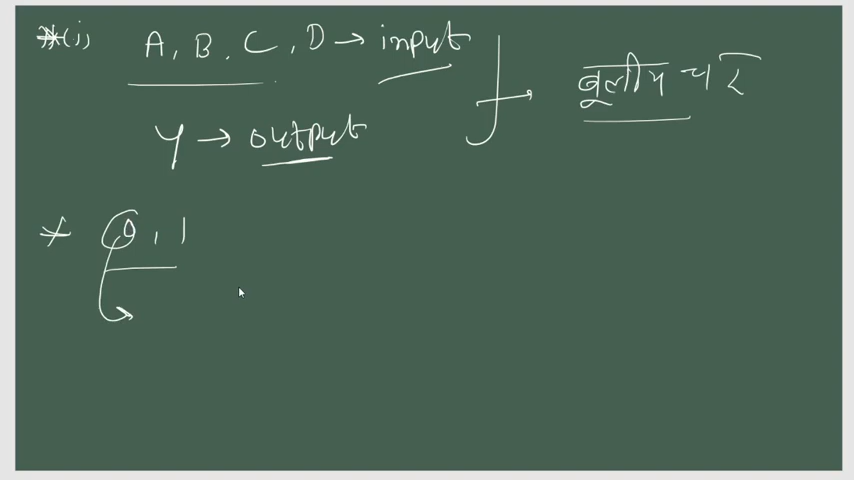 *(i) A, B, C, D → input
बूलीय चर
y → output
* 0, 1